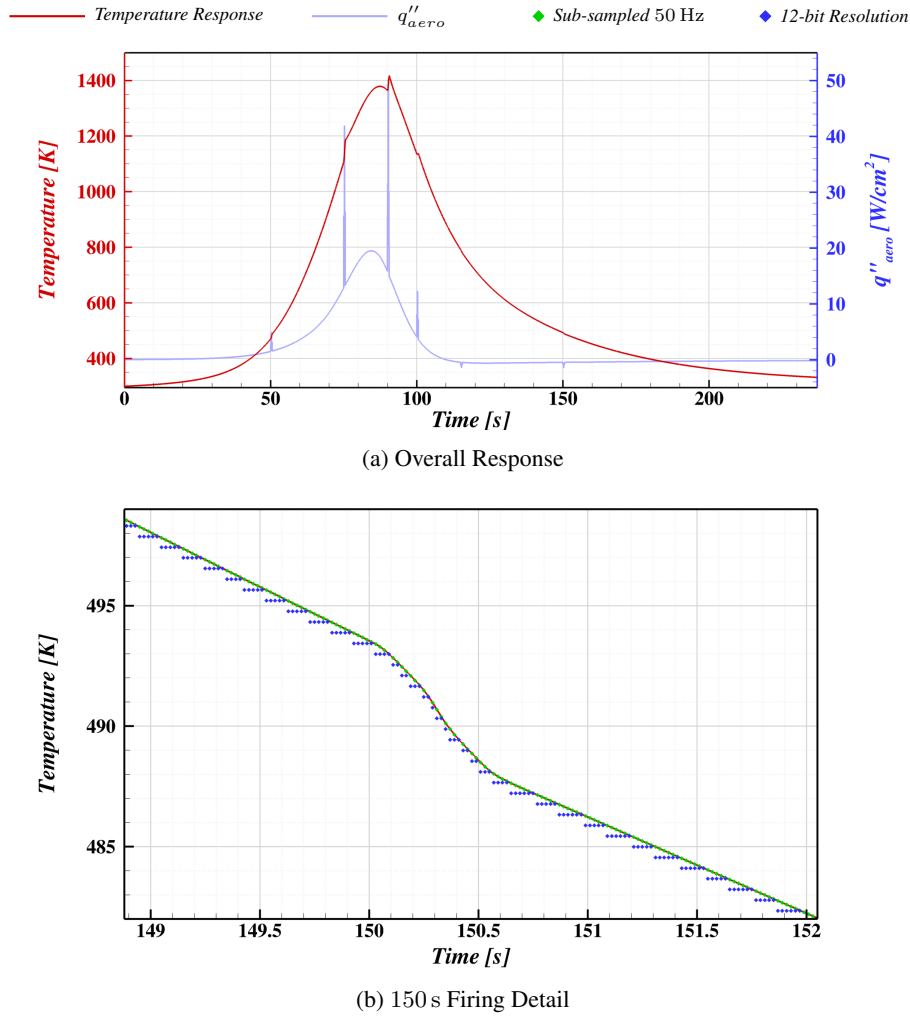 Temperature Response q''aero Sub-sampled 50 Hz 12-bit Resolution
1400
1200
1000
800
600
400
Temperature [K]
50
40
30
20
10
0
q''aero [W/cm²]
0 50 100 150 200
Time [s]
(a) Overall Response
495
490
485
Temperature [K]
149 149.5 150 150.5 151 151.5 152
Time [s]
(b) 150 s Firing Detail